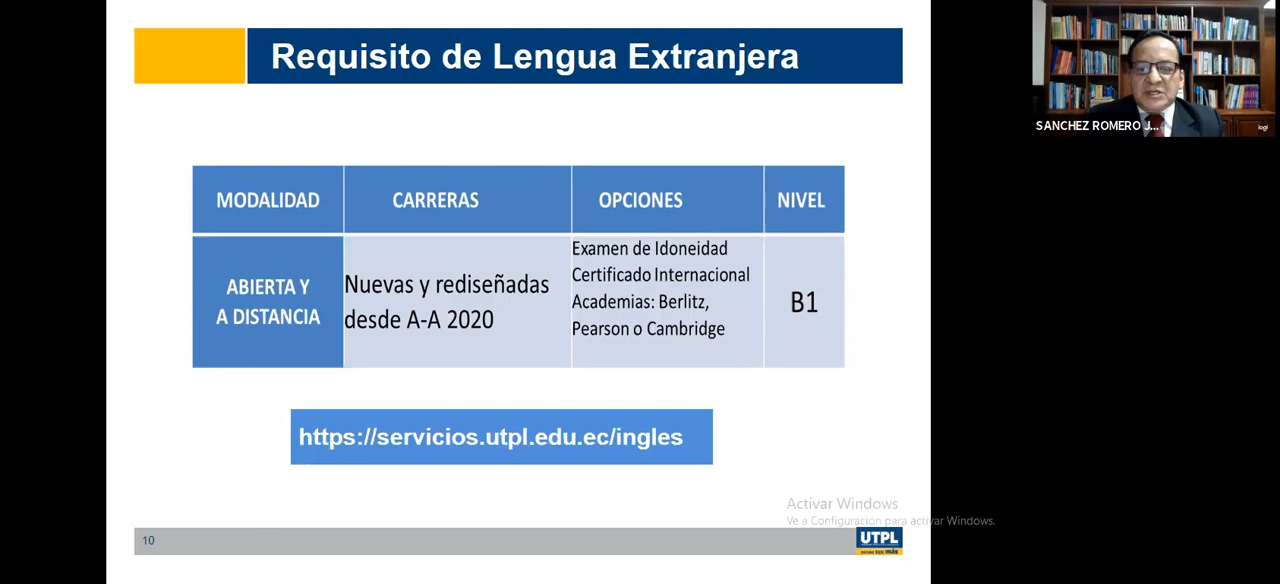 Requisito de Lengua Extranjera
SANCHEZ ROMERO J...
logi
MODALIDAD
CARRERAS
OPCIONES
NIVEL
ABIERTA Y
A DISTANCIA
Nuevas y rediseñadas
desde A-A 2020
Examen de Idoneidad
Certificado Internacional
Academias: Berlitz,
Pearson o Cambridge
B1
https://servicios.utpl.edu.ec/ingles
Activar Windows
Ve a Configuración para activar Windows.
10
UTPL